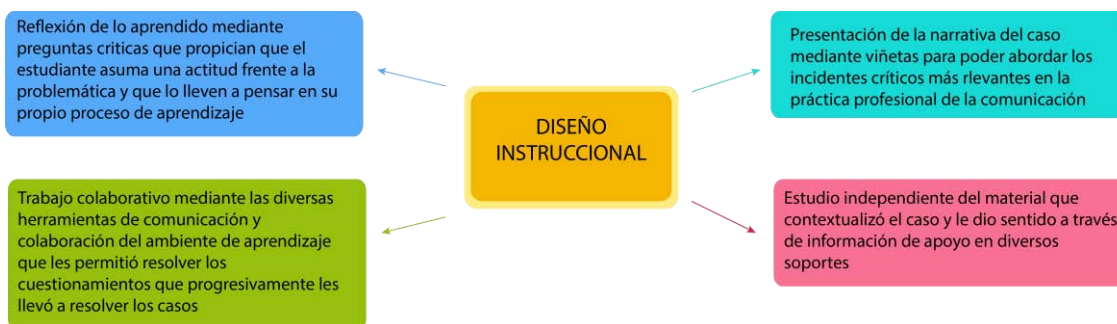 Reflexión de lo aprendido mediante
preguntas criticas que propician que el
estudiante asuma una actitud frente a la
problemática y que lo lleven a pensar en su
propio proceso de aprendizaje
Presentación de la narrativa del caso
mediante viñetas para poder abordar los
incidentes críticos más rlevantes en la
práctica profesional de la comunicación
DISEÑO
INSTRUCCIONAL
Trabajo colaborativo mediante las diversas
herramientas de comunicación y
colaboración del ambiente de aprendizaje
que les permitió resolver los
cuestionamientos que progresivamente les
llevó a resolver los casos
Estudio independiente del material que
contextualizó el caso y le dio sentido a través
de información de apoyo en diversos
soportes